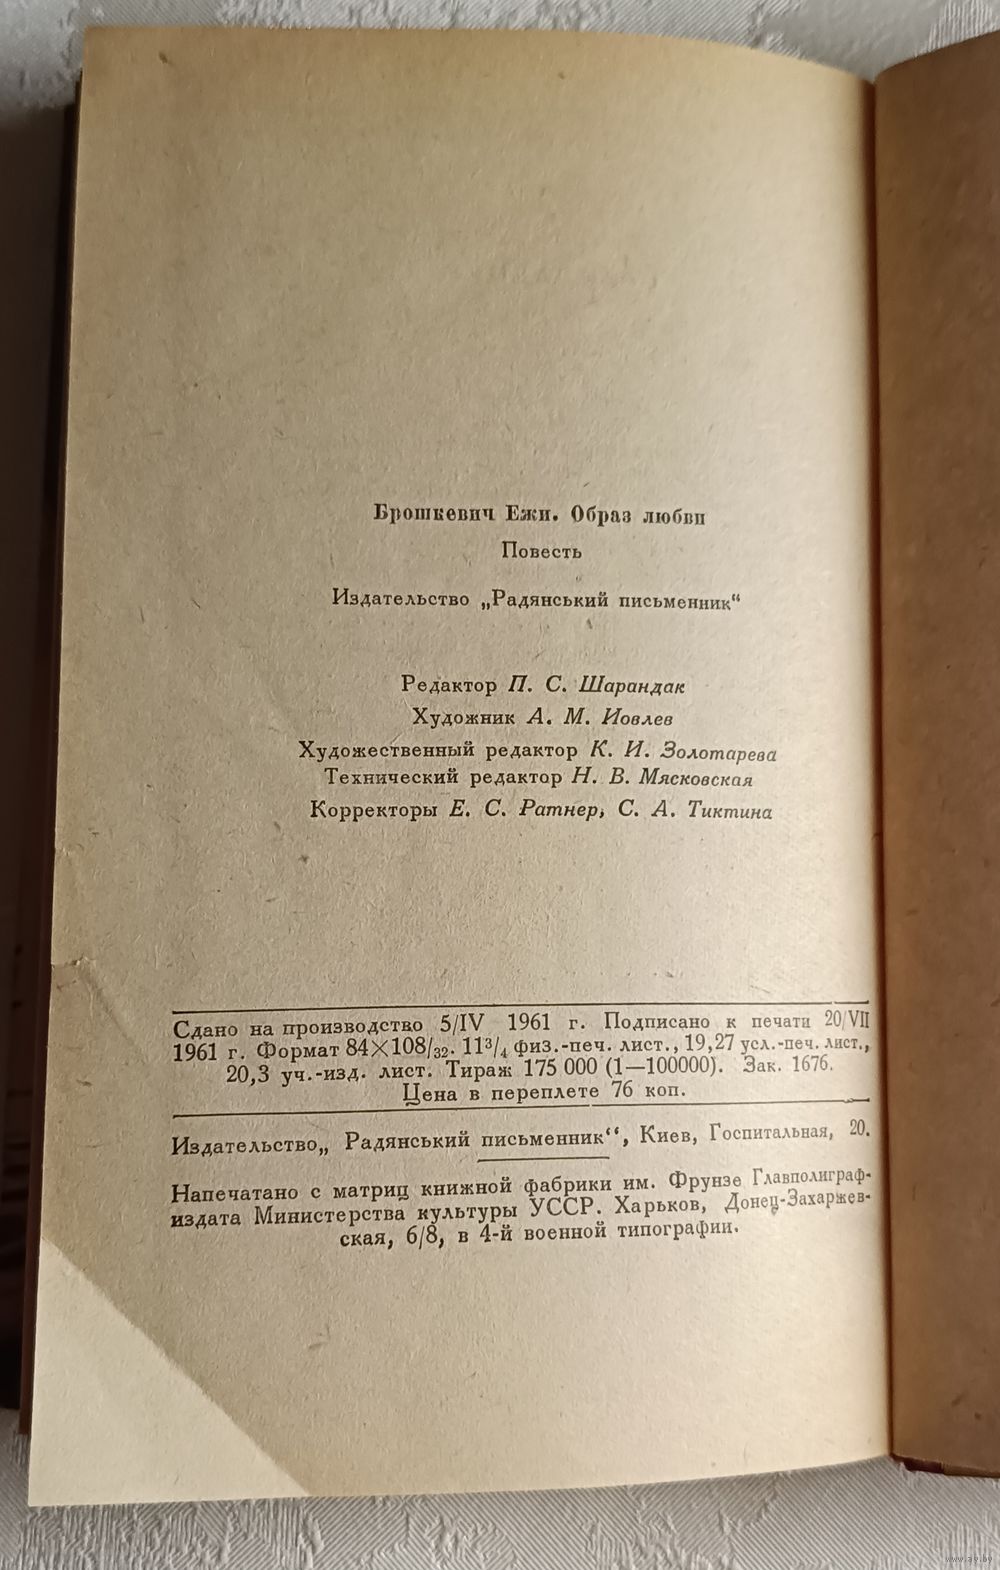 Брошкевич Ежи. Образ любви
Повесть
Издательство „Радянський письменник“
Редактор П. С. Шарандак
Художник А. М. Иовлев
Художественный редактор К. И. Золотарева
Технический редактор Н. В. Мясковская
Корректоры Е. С. Ратнер, С. А. Тиктина
Сдано на производство 5/IV 1961 г. Подписано к печати 20/VII
1961 г. Формат 84×108/32. 11³/₄ физ.-печ. лист., 19,27 усл.-печ. лист.,
20,3 уч.-изд. лист. Тираж 175 000 (1—100000). Зак. 1676.
Цена в переплете 76 коп.
Издательство„ Радянський письменник“, Киев, Госпитальная, 20.
Напечатано с матриц книжной фабрики им. Фрунзе Главполиграф-
издата Министерства культуры УССР. Харьков, Донец-Захаржев-
ская, 6/8, в 4-й военной типографии.
www.ay.by